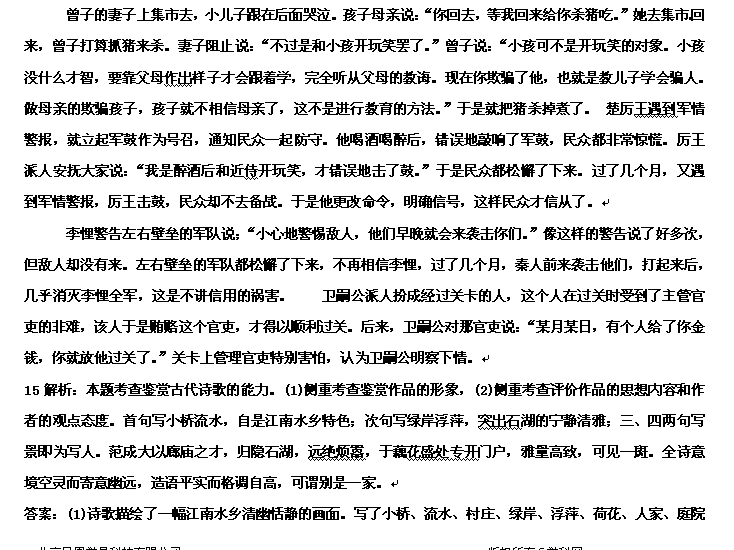 曾子的妻子上集市去，小儿子跟在后面哭泣。孩子母亲说：“你回去，等我回来给你杀猪吃。”她去集市回
来，曾子打算抓猪来杀。妻子阻止说：“不过是和小孩开玩笑罢了。”曾子说：“小孩可不是开玩笑的对象。小孩
没什么才智，要靠父母作出样子才会跟着学，完全听从父母的教诲。现在你欺骗了他，也就是教儿子学会骗人。
做母亲的欺骗孩子，孩子就不相信母亲了，这不是进行教育的方法。”于是就把猪杀掉煮了。 楚厉王遇到军情
警报，就立起军鼓作为号召，通知民众一起防守。他喝酒喝醉后，错误地敲响了军鼓，民众都非常惊慌。厉王
派人安抚大家说：“我是醉酒后和近侍开玩笑，才错误地击了鼓。”于是民众都松懈了下来。过了几个月，又遇
到军情警报，厉王击鼓，民众却不去备战。于是他更改命令，明确信号，这样民众才信从了。
李悝警告左右壁垒的军队说；“小心地警惕敌人，他们早晚就会来袭击你们。”像这样的警告说了好多次，
但敌人却没有来。左右壁垒的军队都松懈了下来，不再相信李悝，过了几个月，秦人前来袭击他们，打起来后，
几乎消灭李悝全军，这是不讲信用的祸害。 卫嗣公派人扮成经过关卡的人，这个人在过关时受到了主管官
吏的非难，该人于是贿赂这个官吏，才得以顺利过关。后来，卫嗣公对那官吏说：“某月某日，有个人给了你金
钱，你就放他过关了。”关卡上管理官吏特别害怕，认为卫嗣公明察下情。
15解析：本题考查鉴赏古代诗歌的能力。(1)侧重考查鉴赏作品的形象，(2)侧重考查评价作品的思想内容和作
者的观点态度。首句写小桥流水，自是江南水乡特色；次句写绿岸浮萍，突出石湖的宁静清雅；三、四两句写
景即为写人。范成大以廊庙之才，归隐石湖，远绝烦嚣，于藕花盛处专开门户，雅量高致，可见一斑。全诗意
境空灵而寄意幽远，造语平实而格调自高，可谓别是一家。
答案：(1)诗歌描绘了一幅江南水乡清幽恬静的画面。写了小桥、流水、村庄、绿岸、浮萍、荷花、人家、庭院